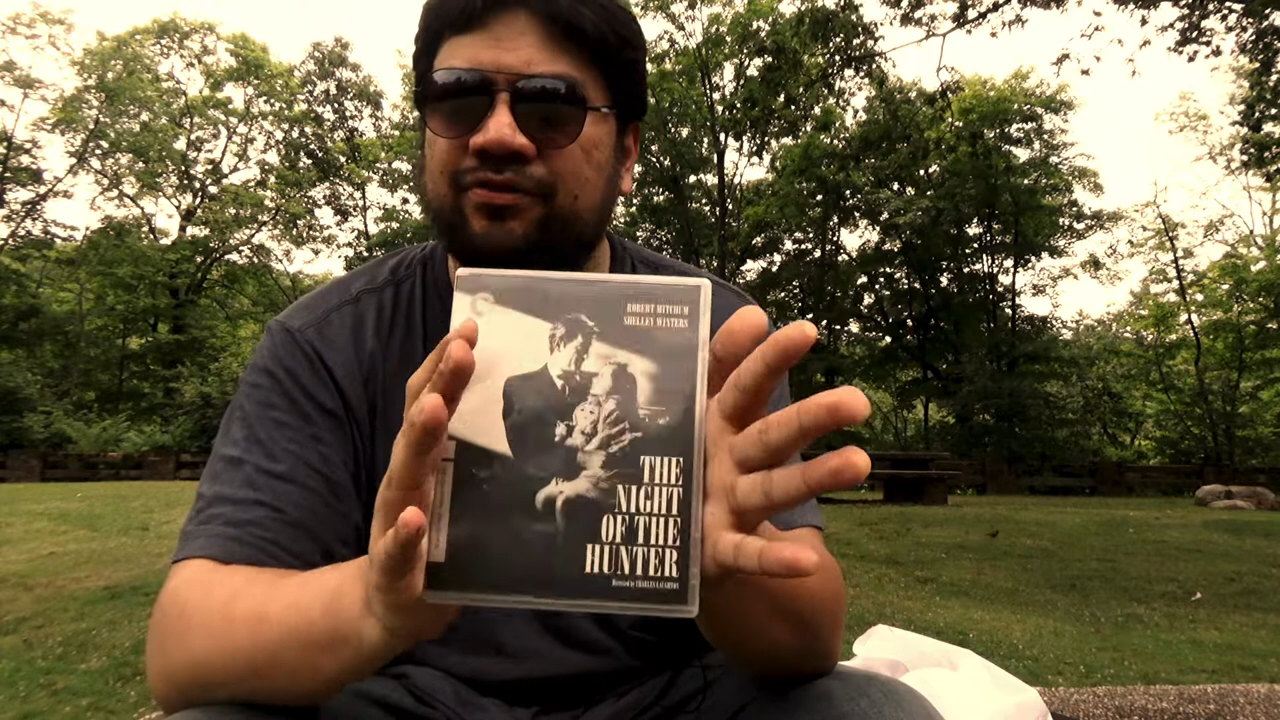 ROBERT MITCHUM
SHELLEY WINTERS
THE
NIGHT
OF THE
HUNTER
Directed by CHARLES LAUGHTON